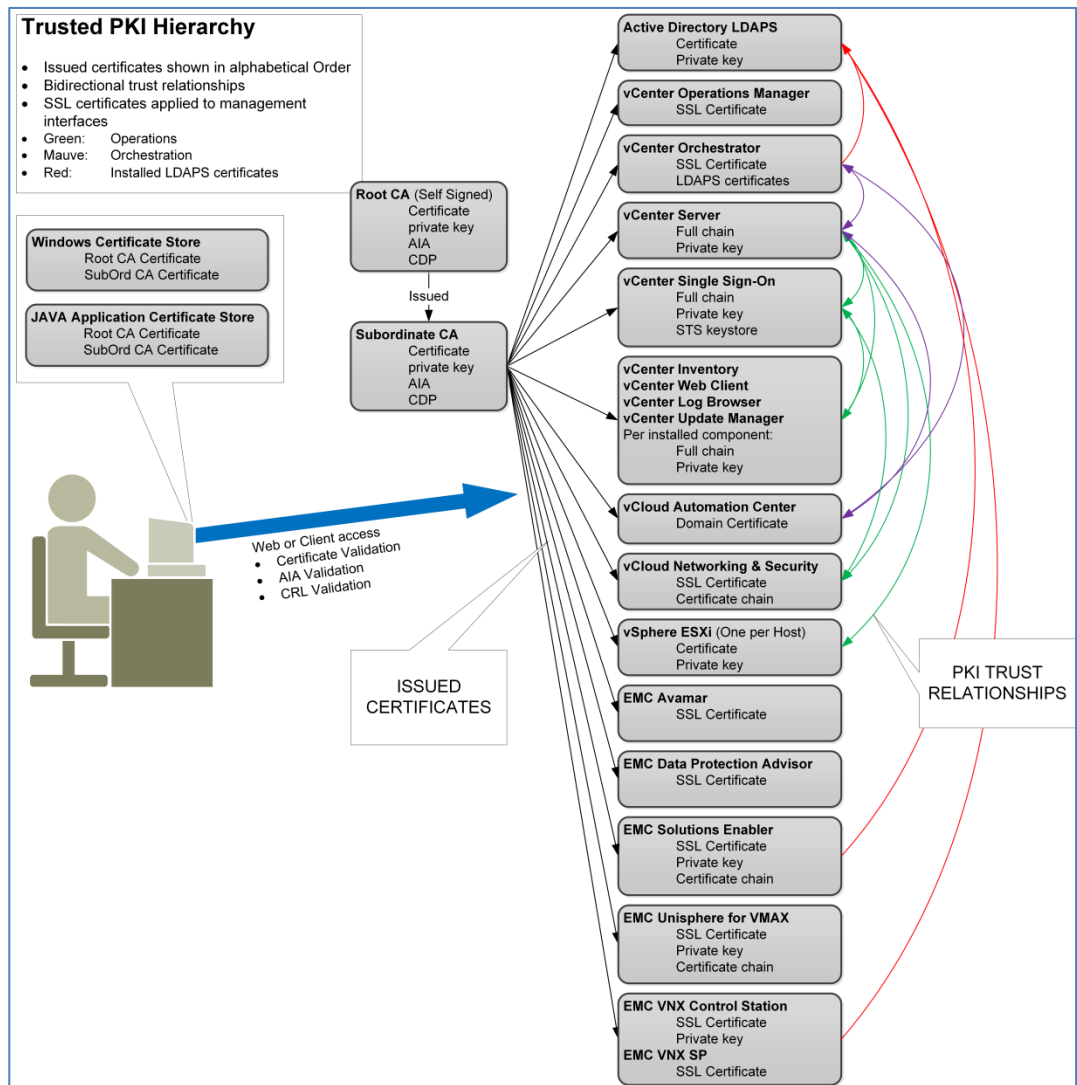 Trusted PKI Hierarchy
• Issued certificates shown in alphabetical Order
• Bidirectional trust relationships
• SSL certificates applied to management
interfaces
• Green: Operations
• Mauve: Orchestration
• Red: Installed LDAPS certificates
Windows Certificate Store
Root CA Certificate
SubOrd CA Certificate
JAVA Application Certificate Store
Root CA Certificate
SubOrd CA Certificate
Root CA (Self Signed)
Certificate
private key
AIA
CDP
Issued
Subordinate CA
Certificate
private key
AIA
CDP
Web or Client access
• Certificate Validation
• AIA Validation
• CRL Validation
ISSUED
CERTIFICATES
Active Directory LDAPS
Certificate
Private key
vCenter Operations Manager
SSL Certificate
vCenter Orchestrator
SSL Certificate
LDAPS certificates
vCenter Server
Full chain
Private key
vCenter Single Sign-On
Full chain
Private key
STS keystore
vCenter Inventory
vCenter Web Client
vCenter Log Browser
vCenter Update Manager
Per installed component:
Full chain
Private key
vCloud Automation Center
Domain Certificate
vCloud Networking & Security
SSL Certificate
Certificate chain
vSphere ESXi (One per Host)
Certificate
Private key
EMC Avamar
SSL Certificate
EMC Data Protection Advisor
SSL Certificate
EMC Solutions Enabler
SSL Certificate
Private key
Certificate chain
EMC Unisphere for VMAX
SSL Certificate
Private key
Certificate chain
EMC VNX Control Station
SSL Certificate
Private key
EMC VNX SP
SSL Certificate
PKI TRUST
RELATIONSHIPS